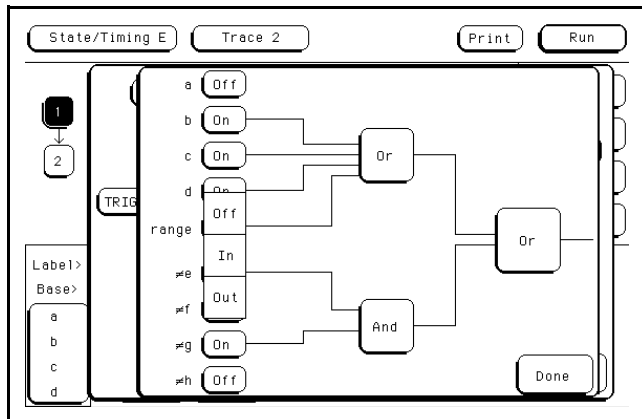 State/Timing E Trace 2 Print Run
a Off
b On
c On
Or
d On
Off
range
In
Out
TRIG
Or
1
2
Label>
Base>
a
b
c
d
≠e
≠f
And
≠g On
≠h Off
Done